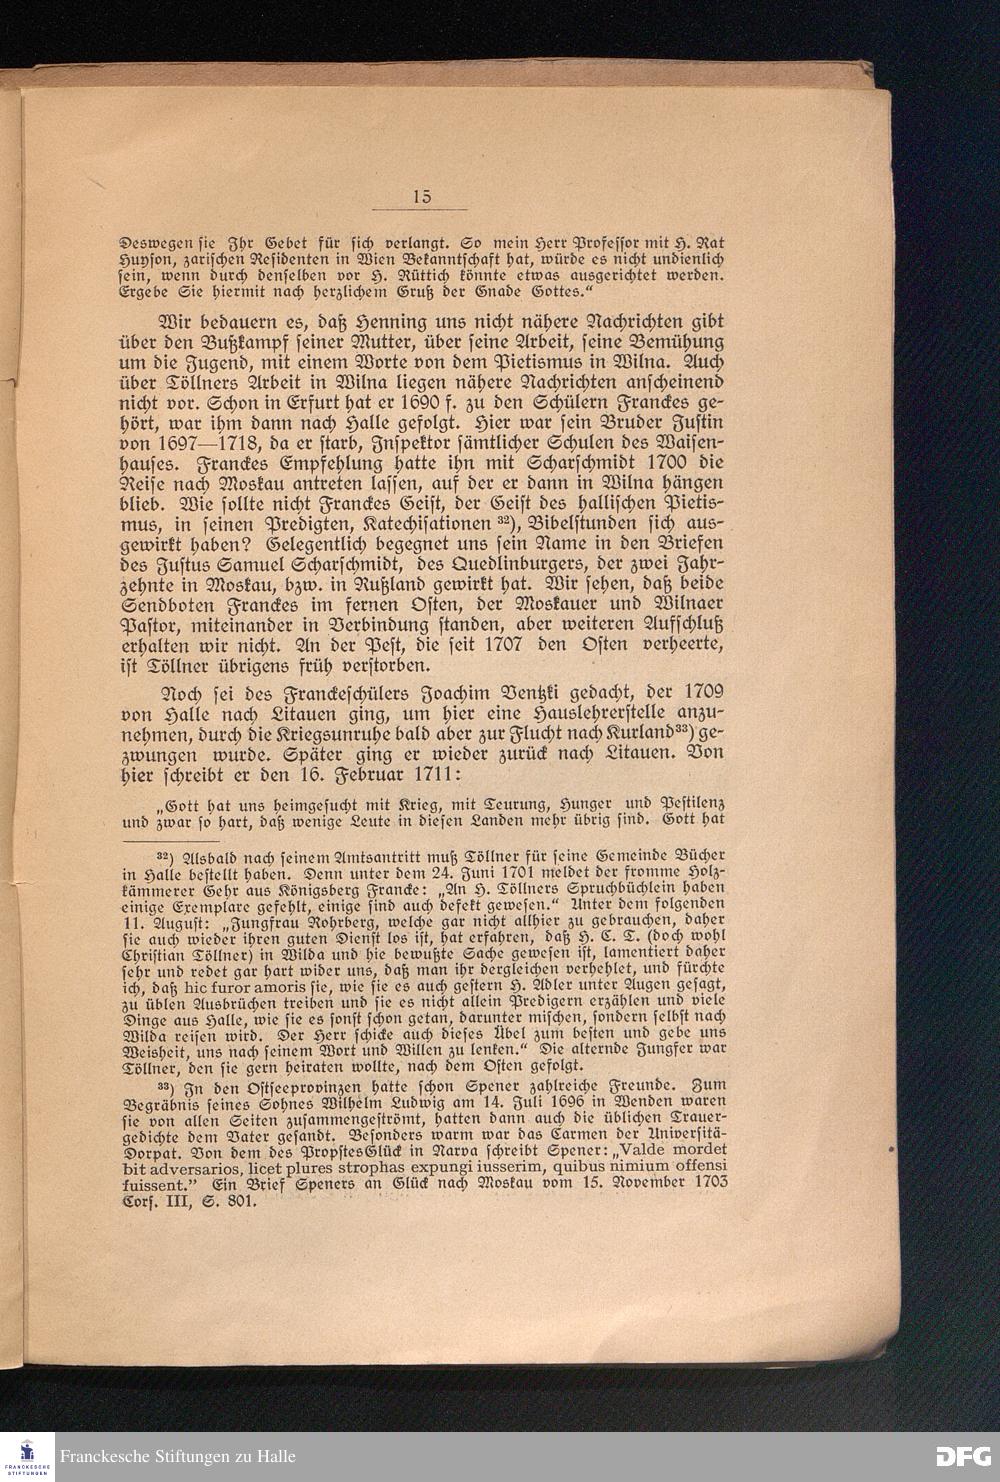 15
Deswegen sie Ihr Gebet für sich verlangt. So mein Herr Professor mit H. Rat
Huyson, zarischen Residenten in Wien Bekanntschaft hat, würde es nicht undienlich
sein, wenn durch denselben vor H. Rüttich könnte etwas ausgerichtet werden.
Ergebe Sie hiermit nach herzlichem Gruß der Gnade Gottes.“
Wir bedauern es, daß Henning uns nicht nähere Nachrichten gibt
über den Bußkampf seiner Mutter, über seine Arbeit, seine Bemühung
um die Jugend, mit einem Worte von dem Pietismus in Wilna. Auch
über Töllners Arbeit in Wilna liegen nähere Nachrichten anscheinend
nicht vor. Schon in Erfurt hat er 1690 f. zu den Schülern Franckes ge-
hört, war ihm dann nach Halle gefolgt. Hier war sein Bruder Justin
von 1697—1718, da er starb, Inspektor sämtlicher Schulen des Waisen-
hauses. Franckes Empfehlung hatte ihn mit Scharschmidt 1700 die
Reise nach Moskau antreten lassen, auf der er dann in Wilna hängen
blieb. Wie sollte nicht Franckes Geist, der Geist des hallischen Pietis-
mus, in seinen Predigten, Katechisationen ³²), Bibelstunden sich aus-
gewirkt haben? Gelegentlich begegnet uns sein Name in den Briefen
des Justus Samuel Scharschmidt, des Quedlinburgers, der zwei Jahr-
zehnte in Moskau, bzw. in Rußland gewirkt hat. Wir sehen, daß beide
Sendboten Franckes im fernen Osten, der Moskauer und Wilnaer
Pastor, miteinander in Verbindung standen, aber weiteren Aufschluß
erhalten wir nicht. An der Pest, die seit 1707 den Osten verheerte,
ist Töllner übrigens früh verstorben.
Noch sei des Franckeschülers Joachim Ventzki gedacht, der 1709
von Halle nach Litauen ging, um hier eine Hauslehrerstelle anzu-
nehmen, durch die Kriegsunruhe bald aber zur Flucht nach Kurland³³) ge-
zwungen wurde. Später ging er wieder zurück nach Litauen. Von
hier schreibt er den 16. Februar 1711:
„Gott hat uns heimgesucht mit Krieg, mit Teurung, Hunger und Pestilenz
und zwar so hart, daß wenige Leute in diesen Landen mehr übrig sind. Gott hat
³²) Alsbald nach seinem Amtsantritt muß Töllner für seine Gemeinde Bücher
in Halle bestellt haben. Denn unter dem 24. Juni 1701 meldet der fromme Holz-
kämmerer Gehr aus Königsberg Francke: „An H. Töllners Spruchbüchlein haben
einige Exemplare gefehlt, einige sind auch defekt gewesen.“ Unter dem folgenden
11. August: „Jungfrau Rohrberg, welche gar nicht allhier zu gebrauchen, daher
sie auch wieder ihren guten Dienst los ist, hat erfahren, daß H. C. T. (doch wohl
Christian Töllner) in Wilda und hie bewußte Sache gewesen ist, lamentiert daher
sehr und redet gar hart wider uns, daß man ihr dergleichen verhehlet, und fürchte
ich, daß hic furor amoris sie, wie sie es auch gestern H. Adler unter Augen gesagt,
zu üblen Ausbrüchen treiben und sie es nicht allein Predigern erzählen und viele
Dinge aus Halle, wie sie es sonst schon getan, darunter mischen, sondern selbst nach
Wilda reisen wird. Der Herr schicke auch dieses Übel zum besten und gebe uns
Weisheit, uns nach seinem Wort und Willen zu lenken.“ Die alternde Jungfer war
Töllner, den sie gern heiraten wollte, nach dem Osten gefolgt.
³³) In den Ostseeprovinzen hatte schon Spener zahlreiche Freunde. Zum
Begräbnis seines Sohnes Wilhelm Ludwig am 14. Juli 1696 in Wenden waren
sie von allen Seiten zusammengeströmt, hatten dann auch die üblichen Trauer-
gedichte dem Vater gesandt. Besonders warm war das Carmen der Universitä-
Dorpat. Von dem des Propstes Glück in Narva schreibt Spener: „Valde mordet
bit adversarios, licet plures strophas expungi iusserim, quibus nimium offensi
fuissent.” Ein Brief Speners an Glück nach Moskau vom 15. November 1703
Cors. III, S. 801.
FRANCKESCHE
STIFTUNGEN
Franckesche Stiftungen zu Halle
DFG